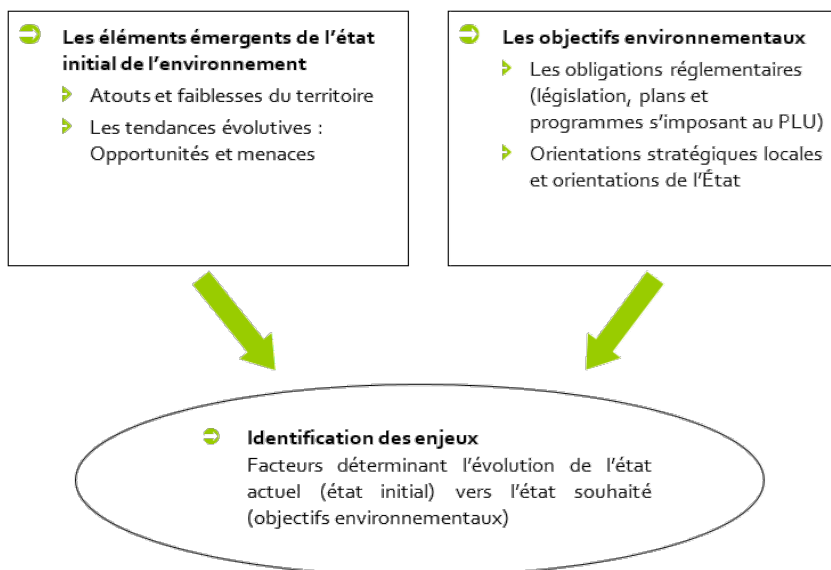 Les éléments émergents de l’état
initial de l’environnement
Atouts et faiblesses du territoire
Les tendances évolutives :
Opportunités et menaces
Les objectifs environnementaux
Les obligations réglementaires
(législation, plans et
programmes s’imposant au PLU)
Orientations stratégiques locales
et orientations de l’État
Identification des enjeux
Facteurs déterminant l’évolution de l’état
actuel (état initial) vers l’état souhaité
(objectifs environnementaux)